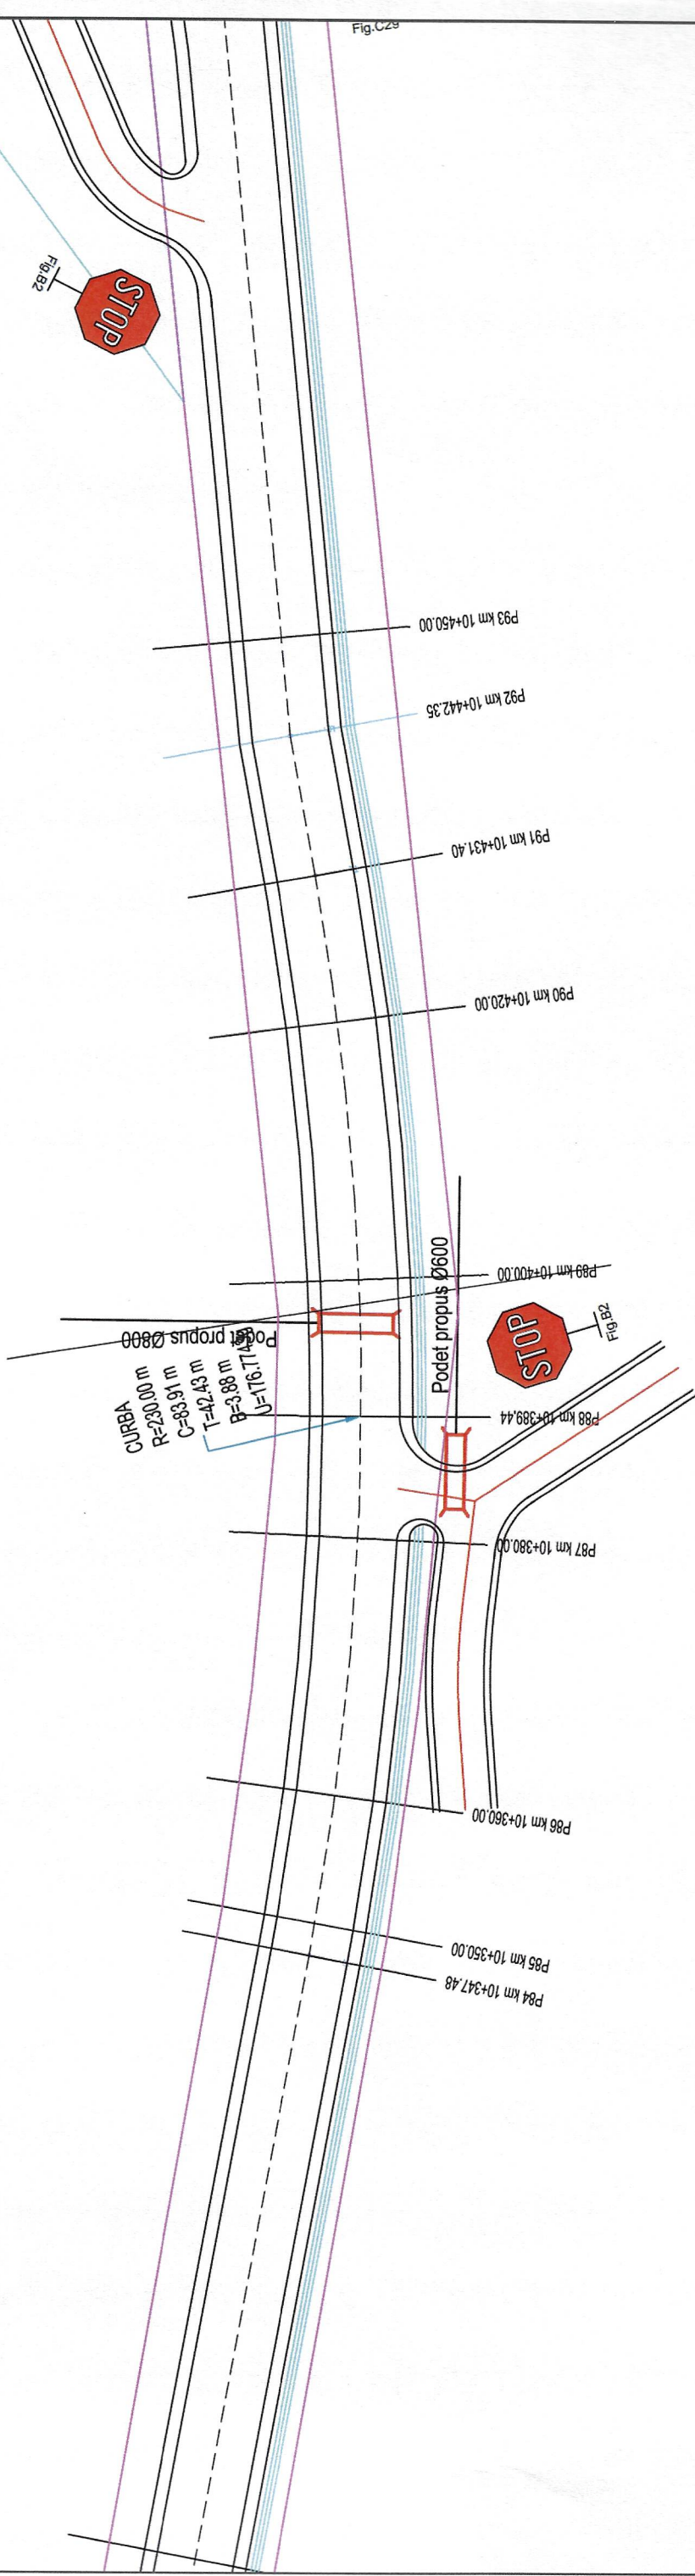 Fig.C29
Fig.B2
STOP
P93 km 10+450.00
P92 km 10+442.35
P91 km 10+431.40
P90 km 10+420.00
P89 km 10+400.00
Podet propus Ø800
Podet propus Ø600
Fig.B2
STOP
CURBA
R=230.00 m
C=83.91 m
T=42.43 m
B=3.88 m
P88 km 10+389.44
P87 km 10+380.00
P86 km 10+360.00
P85 km 10+350.00
P84 km 10+347.48